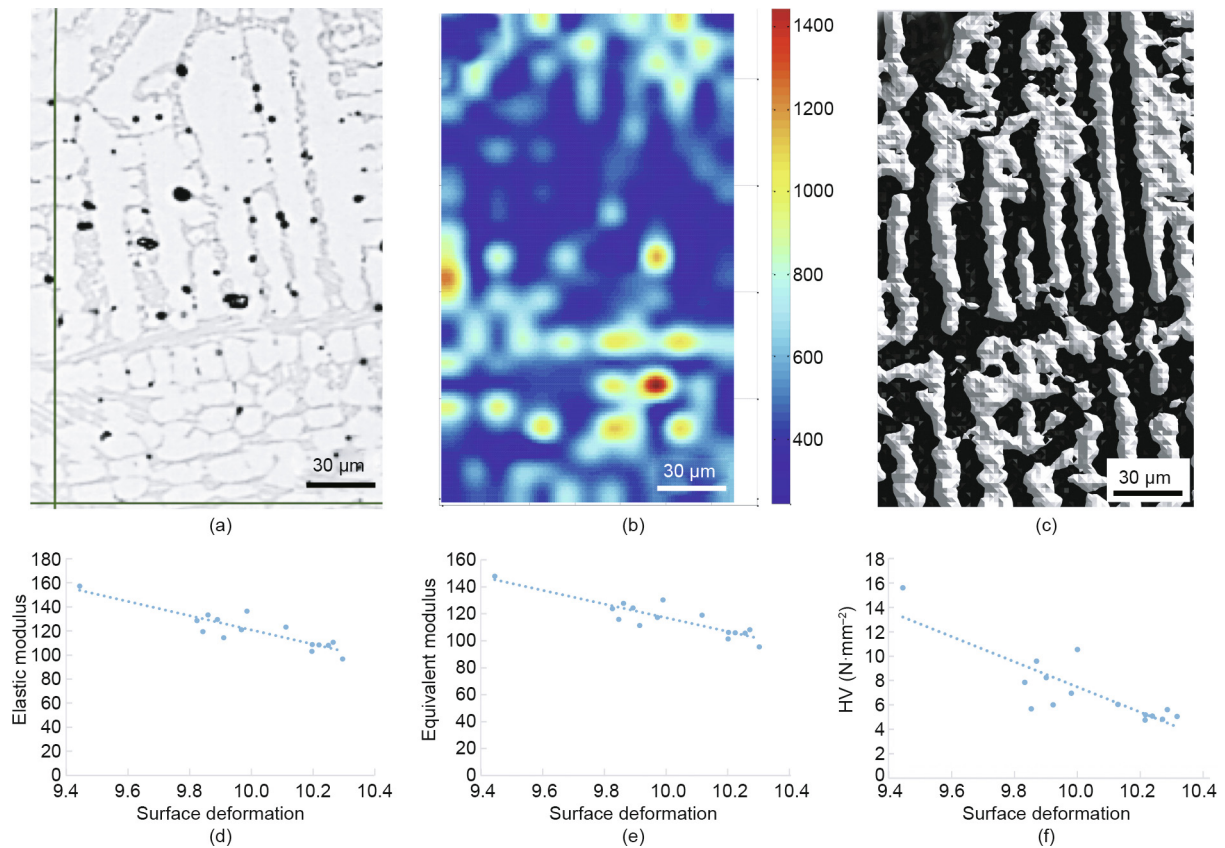 30 µm
(a)
1400
1200
1000
800
600
400
30 µm
(b)
30 µm
(c)
180
160
140
120
100
80
60
40
20
0
Elastic modulus
9.4 9.6 9.8 10.0 10.2 10.4
Surface deformation
(d)
160
140
120
100
80
60
40
20
0
Equivalent modulus
9.4 9.6 9.8 10.0 10.2 10.4
Surface deformation
(e)
18
16
14
12
10
8
6
4
2
0
HV (N·mm⁻²)
9.4 9.6 9.8 10.0 10.2 10.4
Surface deformation
(f)